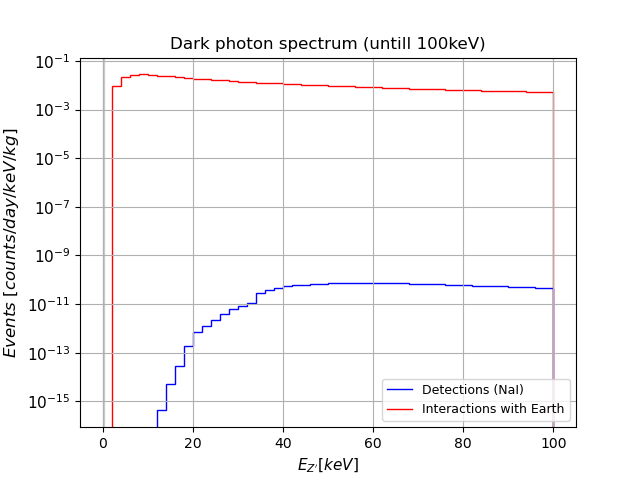 Dark photon spectrum (untill 100keV)
Events [counts/day/keV/kg]
10⁻¹
10⁻³
10⁻⁵
10⁻⁷
10⁻⁹
10⁻¹¹
10⁻¹³
10⁻¹⁵
Detections (NaI)
Interactions with Earth
0 20 40 60 80 100
E_{Z'}[keV]